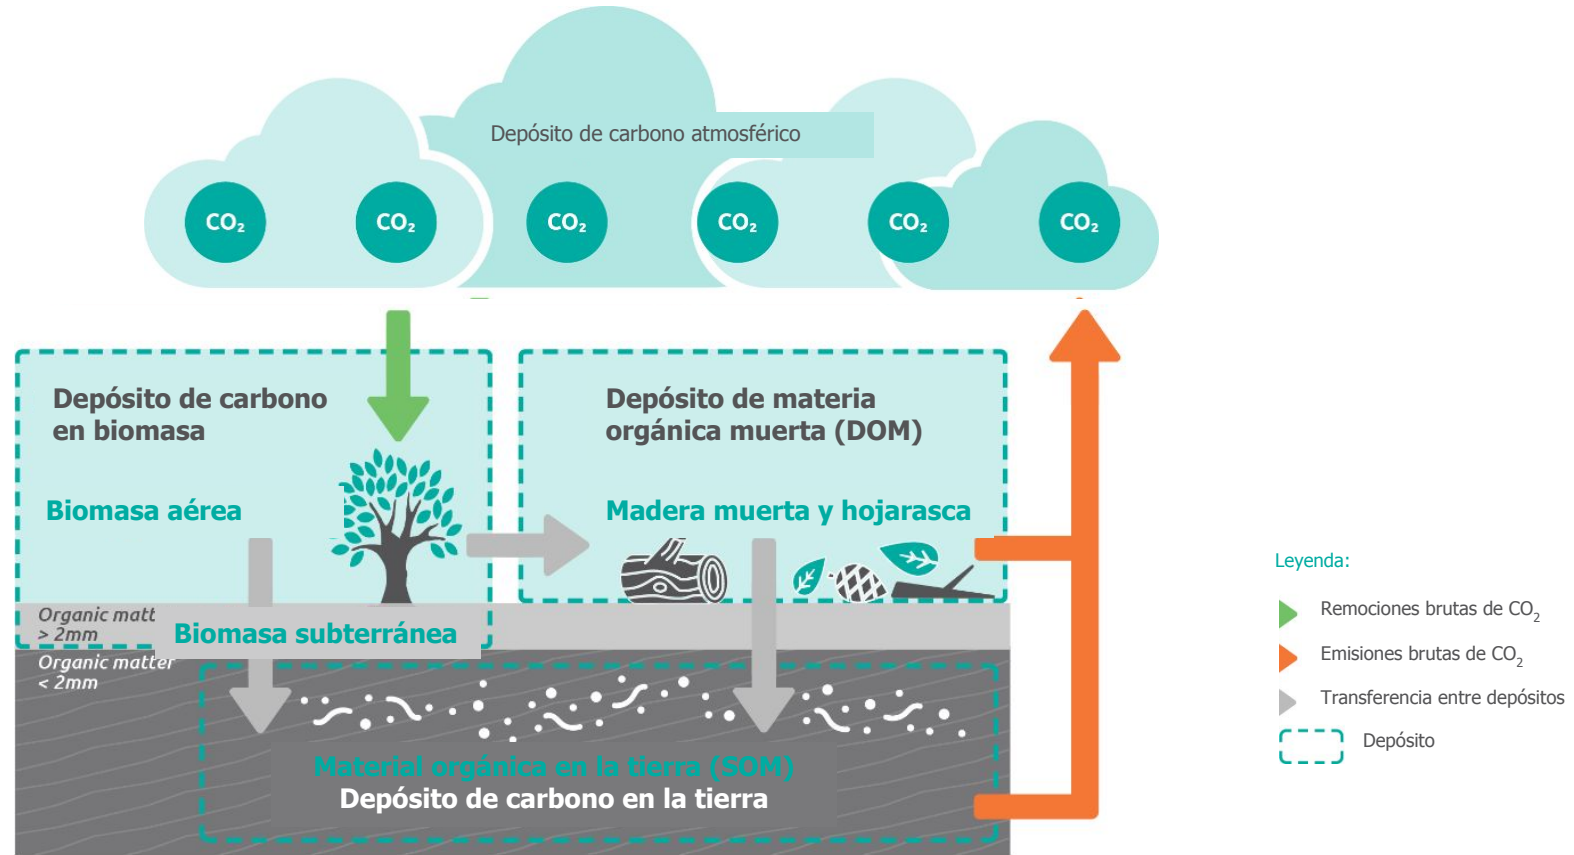 Depósito de carbono atmosférico
CO₂ CO₂ CO₂ CO₂ CO₂ CO₂
Depósito de carbono
en biomasa
Depósito de materia
orgánica muerta (DOM)
Biomasa aérea
Madera muerta y hojarasca
Organic matt
> 2mm
Biomasa subterránea
Organic matter
< 2mm
Material orgánica en la tierra (SOM)
Depósito de carbono en la tierra
Leyenda:
Remociones brutas de CO₂
Emisiones brutas de CO₂
Transferencia entre depósitos
Depósito